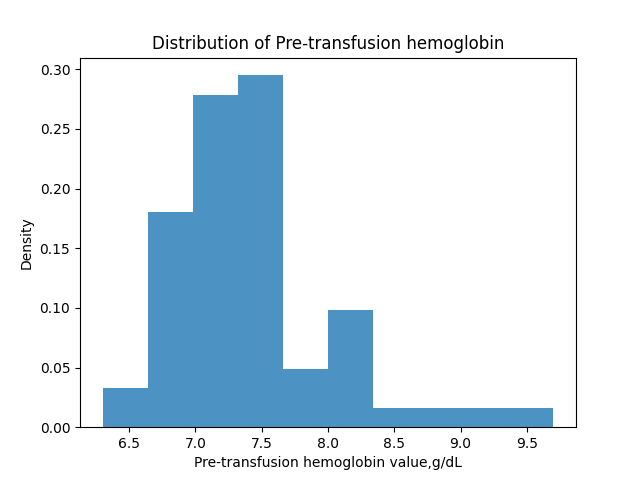 Distribution of Pre-transfusion hemoglobin
0.30
0.25
0.20
0.15
0.10
0.05
0.00
Density
6.5 7.0 7.5 8.0 8.5 9.0 9.5
Pre-transfusion hemoglobin value,g/dL